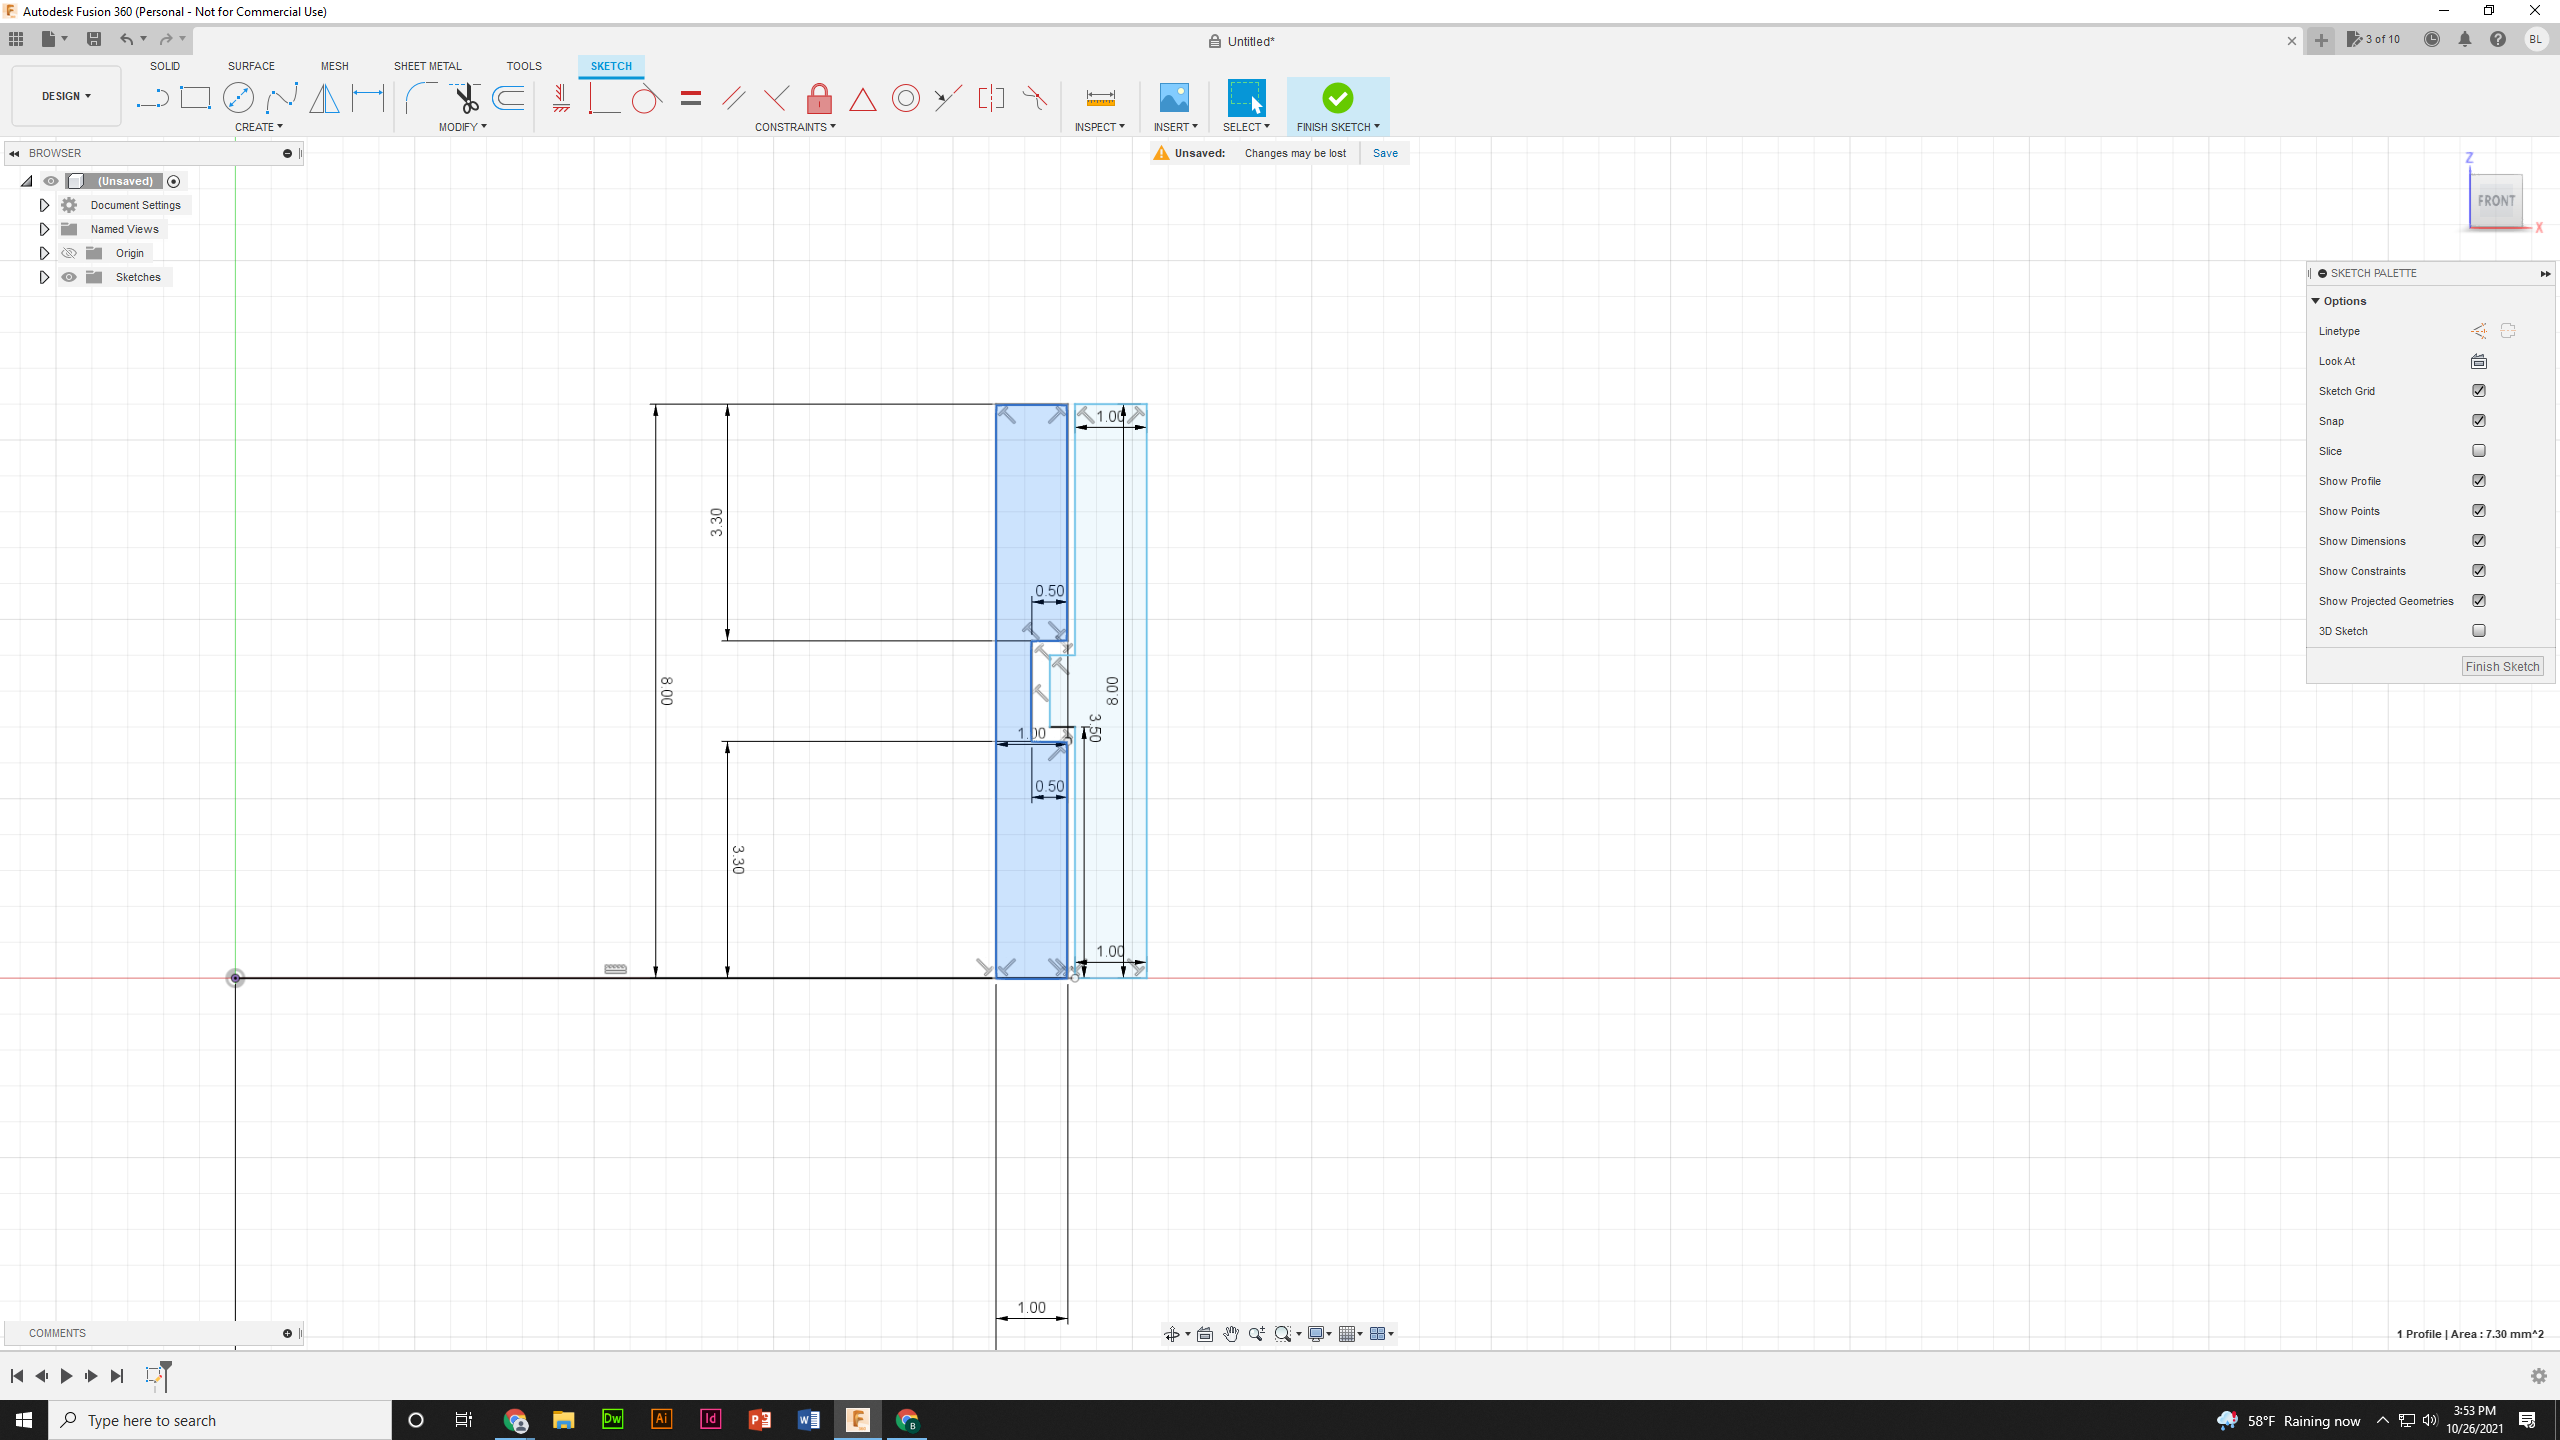 Autodesk Fusion 360 (Personal - Not for Commercial Use)
Untitled*
3 of 10
BL
DESIGN
SOLID
SURFACE
MESH
SHEET METAL
TOOLS
SKETCH
CREATE
MODIFY
CONSTRAINTS
INSPECT
INSERT
SELECT
FINISH SKETCH
BROWSER
Unsaved:
Changes may be lost
Save
(Unsaved)
Document Settings
Named Views
Origin
Sketches
Z
FRONT
X
SKETCH PALETTE
Options
Linetype
Look At
Sketch Grid
Snap
Slice
Show Profile
Show Points
Show Dimensions
Show Constraints
Show Projected Geometries
3D Sketch
Finish Sketch
1.00
3.30
0.50
8.00
8.00
3.50
1.00
0.50
3.30
1.00
1.00
COMMENTS
1 Profile | Area : 7.30 mm^2
Type here to search
Dw
Ai
Id
58°F Raining now
3:53 PM
10/26/2021